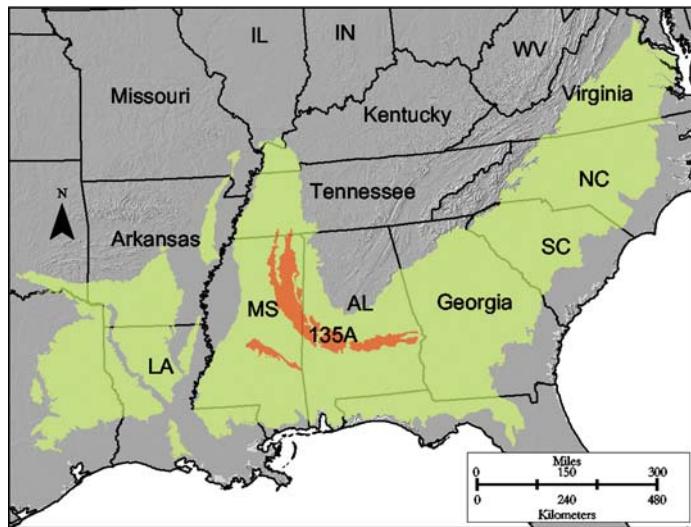 IL
IN
WV
Missouri
Kentucky
Virginia
N
Tennessee
NC
Arkansas
SC
MS
AL
Georgia
135A
LA
Miles
0 150 300
0 240 480
Kilometers